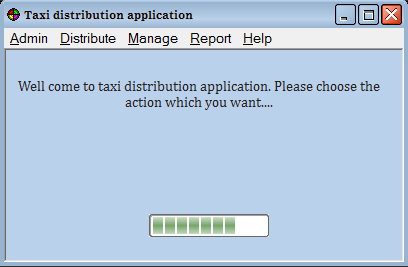 Taxi distribution application
Admin Distribute Manage Report Help
Well come to taxi distribution application. Please choose the
action which you want....